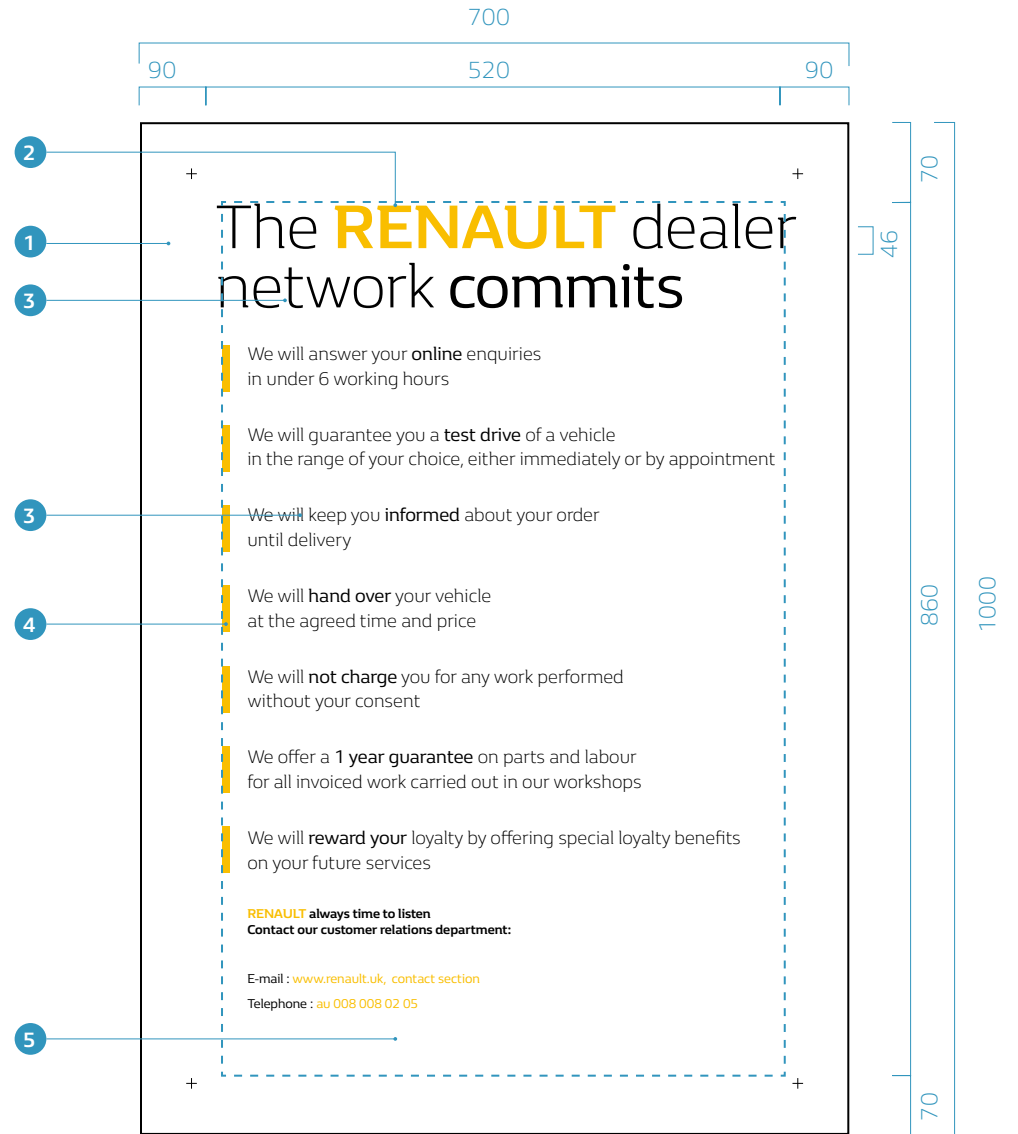 700
90 520 90
2
70
The RENAULT dealer
1
46
network commits
3
We will answer your online enquiries
in under 6 working hours
We will guarantee you a test drive of a vehicle
in the range of your choice, either immediately or by appointment
3
We will keep you informed about your order
until delivery
We will hand over your vehicle
at the agreed time and price
4
860
1000
We will not charge you for any work performed
without your consent
We offer a 1 year guarantee on parts and labour
for all invoiced work carried out in our workshops
We will reward your loyalty by offering special loyalty benefits
on your future services
RENAULT always time to listen
Contact our customer relations department:
E-mail : www.renault.uk, contact section
Telephone : au 008 008 02 05
5
70